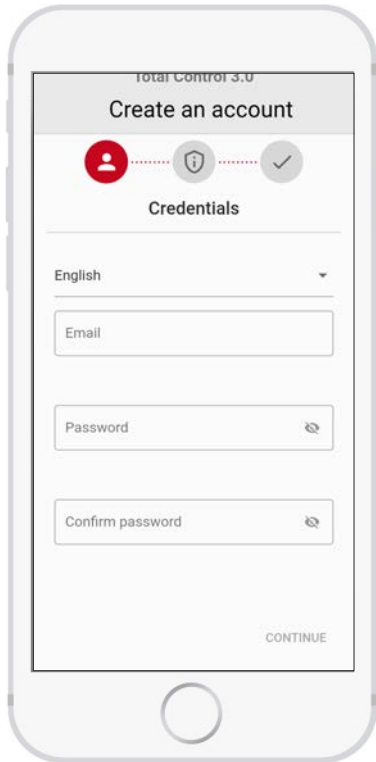 Total Control 3.0
Create an account
Credentials
English
Email
Password
Confirm password
CONTINUE